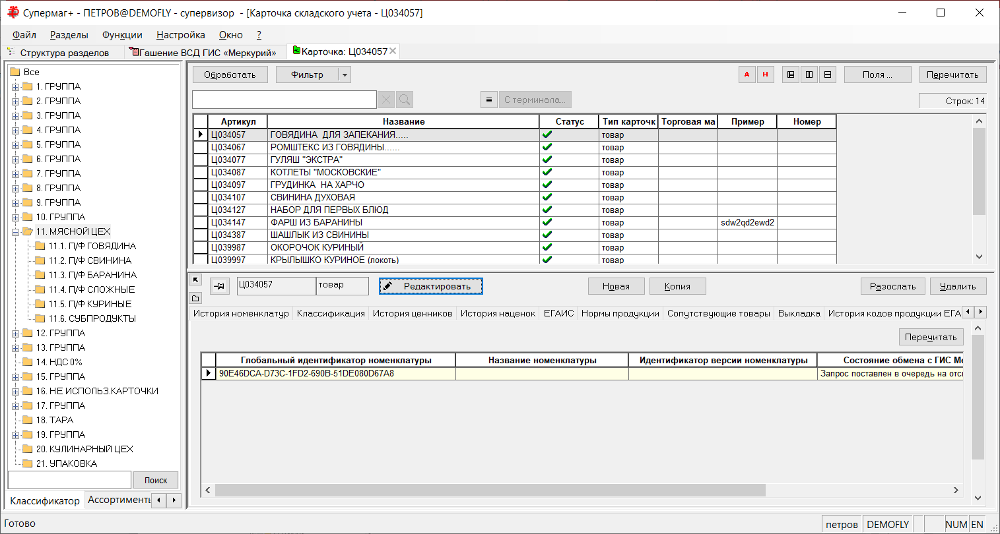 Супермаг+ - ПЕТРОВ@DEMOFLY - супервизор - [Карточка складского учета - Ц034057]
Файл Разделы Функции Настройка Окно ?
Структура разделов Гашение ВСД ГИС «Меркурий» Карточка: Ц034057
Все
1. ГРУППА
2. ГРУППА
3. ГРУППА
4. ГРУППА
5. ГРУППА
6. ГРУППА
7. ГРУППА
8. ГРУППА
9. ГРУППА
10. ГРУППА
11. МЯСНОЙ ЦЕХ
11.1. П/Ф ГОВЯДИНА
11.2. П/Ф СВИНИНА
11.3. П/Ф БАРАНИНА
11.4. П/Ф СЛОЖНЫЕ
11.5. П/Ф КУРИНЫЕ
11.6. СУБПРОДУКТЫ
12. ГРУППА
13. ГРУППА
14. НДС 0%
15. ГРУППА
16. НЕ ИСПОЛЬЗ.КАРТОЧКИ
17. ГРУППА
18. ТАРА
19. ГРУППА
20. КУЛИНАРНЫЙ ЦЕХ
21. УПАКОВКА
Поиск
Классификатор Ассортименть
Обработать Фильтр А Н Поля ... Перечитать
С терминала... Строк: 14
Артикул Название Статус Тип карточк Торговая ма Пример Номер
Ц034057 ГОВЯДИНА ДЛЯ ЗАПЕКАНИЯ..... товар
Ц034067 РОМШТЕКС ИЗ ГОВЯДИНЫ...... товар
Ц034077 ГУЛЯШ "ЭКСТРА" товар
Ц034087 КОТЛЕТЫ "МОСКОВСКИЕ" товар
Ц034097 ГРУДИНКА НА ХАРЧО товар
Ц034107 СВИНИНА ДУХОВАЯ товар
Ц034127 НАБОР ДЛЯ ПЕРВЫХ БЛЮД товар
Ц034147 ФАРШ ИЗ БАРАНИНЫ товар sdw2qd2ewd2
Ц034387 ШАШЛЫК ИЗ СВИНИНЫ товар
Ц039987 ОКОРОЧОК КУРИНЫЙ товар
Ц039997 КРЫЛЫШКО КУРИНОЕ (локоть) товар
Ц034057 товар Редактировать Новая Копия Разослать Удалить
История номенклатур Классификация История ценников История наценок ЕГАИС Нормы продукции Сопутствующие товары Выкладка История кодов продукции ЕГА
Перечитать
Глобальный идентификатор номенклатуры Название номенклатуры Идентификатор версии номенклатуры Состояние обмена с ГИС Ме
90E46DCA-D73C-1FD2-690B-51DE080D67A8 Запрос поставлен в очередь на отс
Готово петров DEMOFLY NUM EN